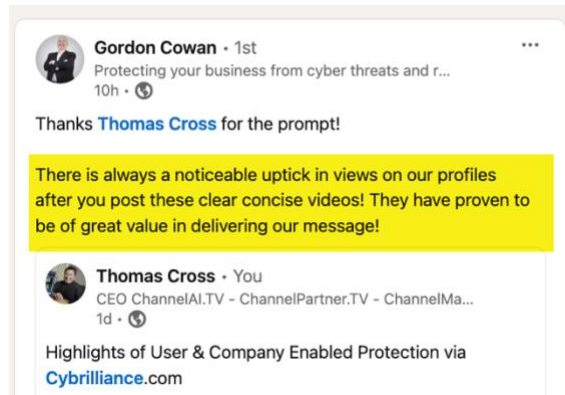 Gordon Cowan • 1st
Protecting your business from cyber threats and r...
10h •
Thanks Thomas Cross for the prompt!
There is always a noticeable uptick in views on our profiles
after you post these clear concise videos! They have proven to
be of great value in delivering our message!
Thomas Cross • You
CEO ChannelAI.TV - ChannelPartner.TV - ChannelMa...
1d •
Highlights of User & Company Enabled Protection via
Cybrilliance.com